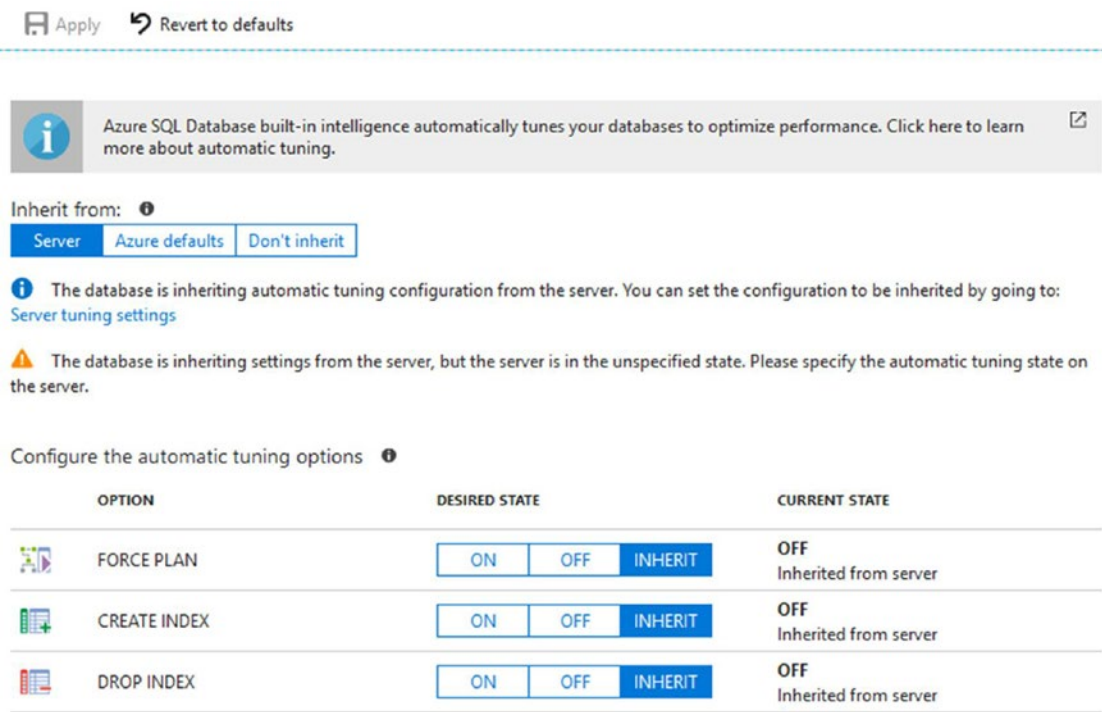 Apply Revert to defaults
Azure SQL Database built-in intelligence automatically tunes your databases to optimize performance. Click here to learn
more about automatic tuning.
Inherit from:
Server Azure defaults Don't inherit
The database is inheriting automatic tuning configuration from the server. You can set the configuration to be inherited by going to:
Server tuning settings
The database is inheriting settings from the server, but the server is in the unspecified state. Please specify the automatic tuning state on
the server.
Configure the automatic tuning options
OPTION DESIRED STATE CURRENT STATE
FORCE PLAN ON OFF INHERIT OFF
Inherited from server
CREATE INDEX ON OFF INHERIT OFF
Inherited from server
DROP INDEX ON OFF INHERIT OFF
Inherited from server